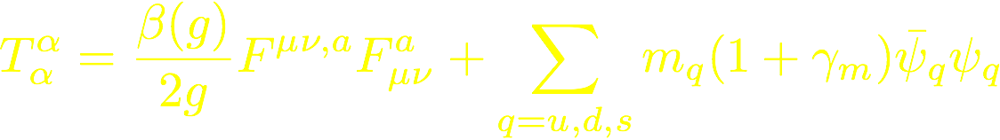 $T^{\alpha}_{\alpha} = \frac{\beta(g)}{2g} F^{\mu\nu,a} F^{a}_{\mu\nu} + \sum_{q=u,d,s} m_q (1 + \gamma_m) \bar{\psi}_q \psi_q$